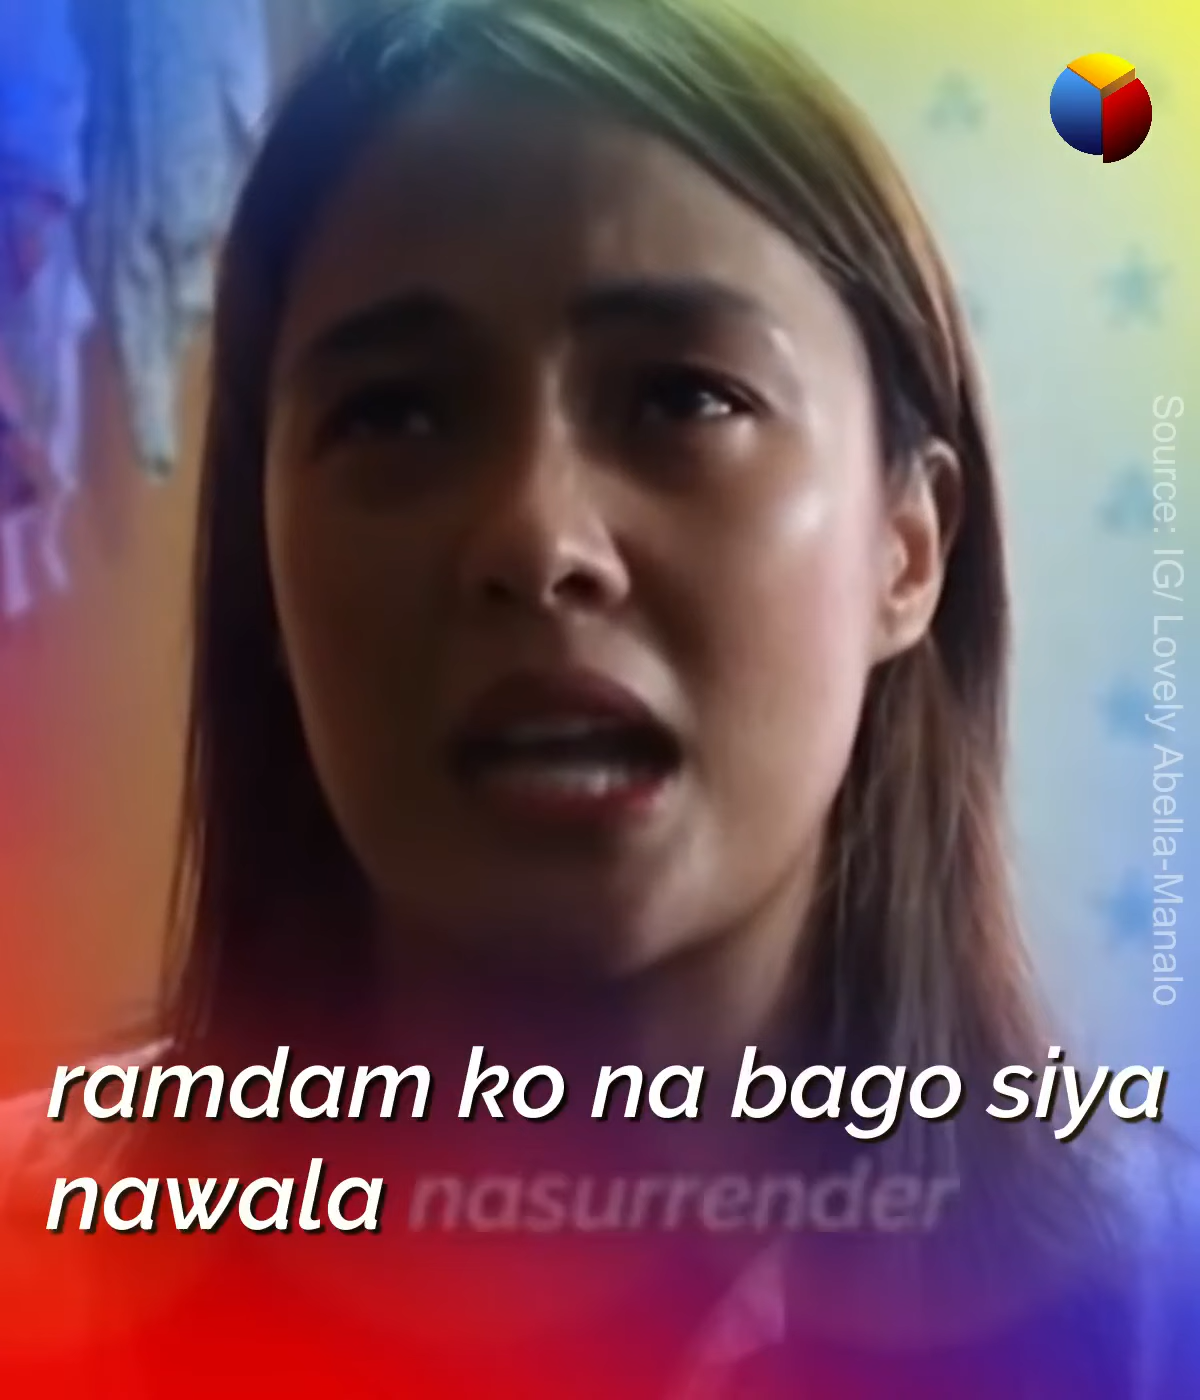 Source: IG/ Lovely Abella-Manalo
ramdam ko na bago siya
nawala nasurrender